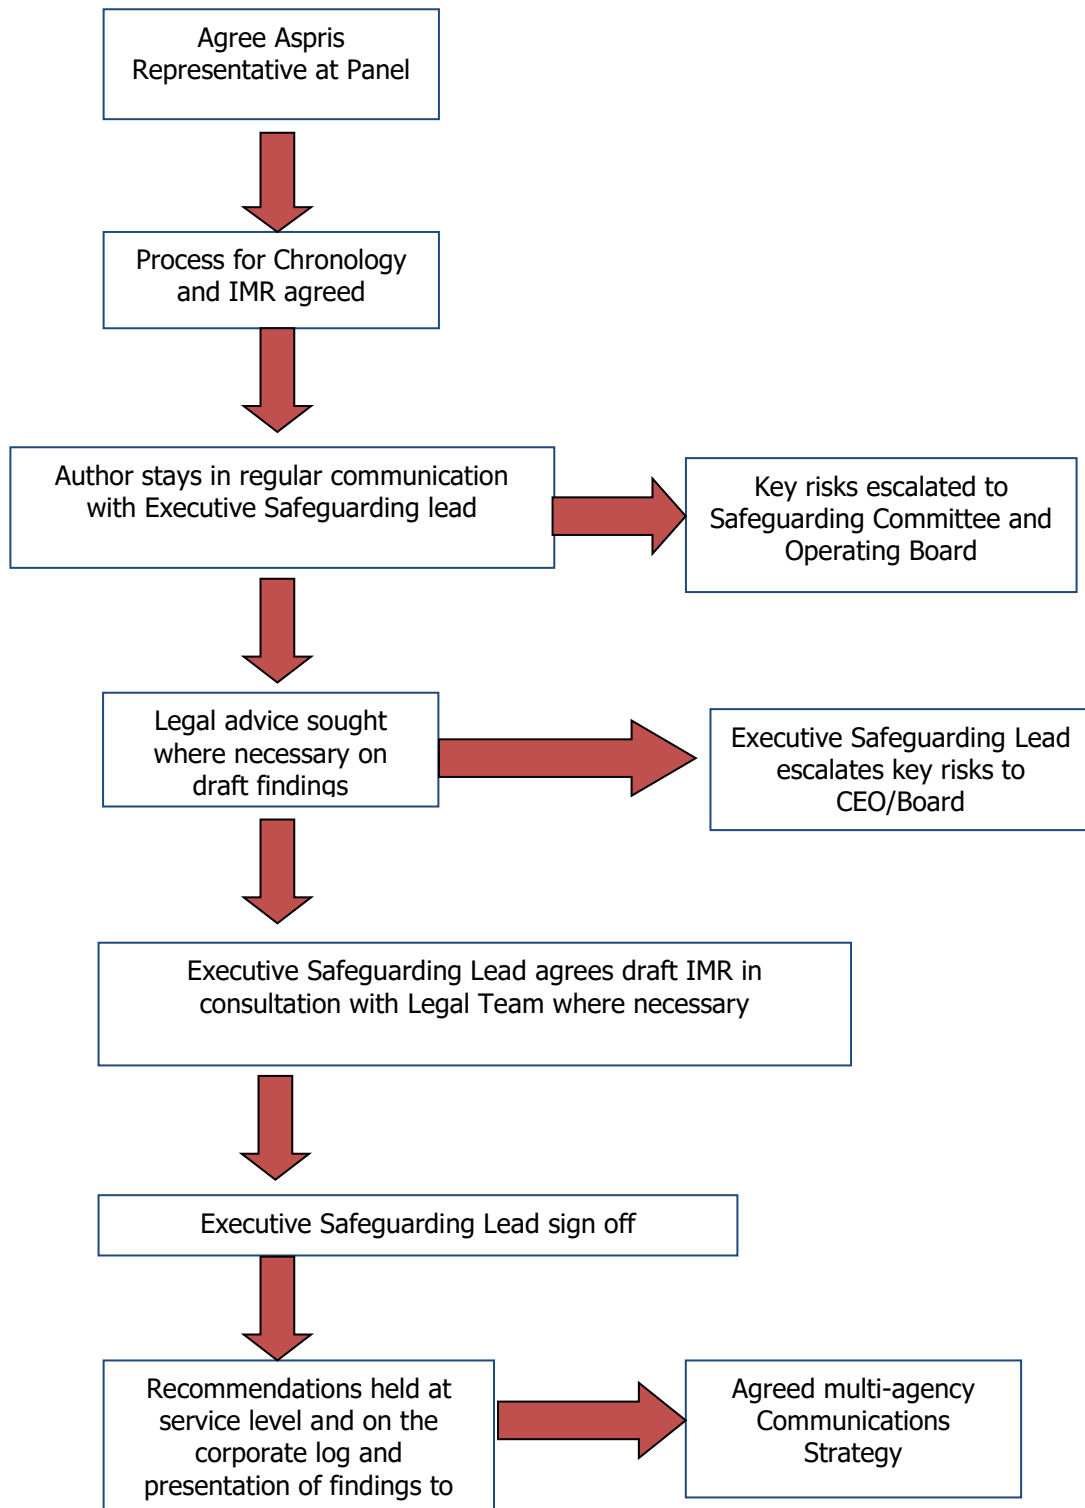 Agree Aspris
Representative at Panel
Process for Chronology
and IMR agreed
Author stays in regular communication
with Executive Safeguarding lead
Key risks escalated to
Safeguarding Committee and
Operating Board
Legal advice sought
where necessary on
draft findings
Executive Safeguarding Lead
escalates key risks to
CEO/Board
Executive Safeguarding Lead agrees draft IMR in
consultation with Legal Team where necessary
Executive Safeguarding Lead sign off
Recommendations held at
service level and on the
corporate log and
presentation of findings to
Agreed multi-agency
Communications
Strategy